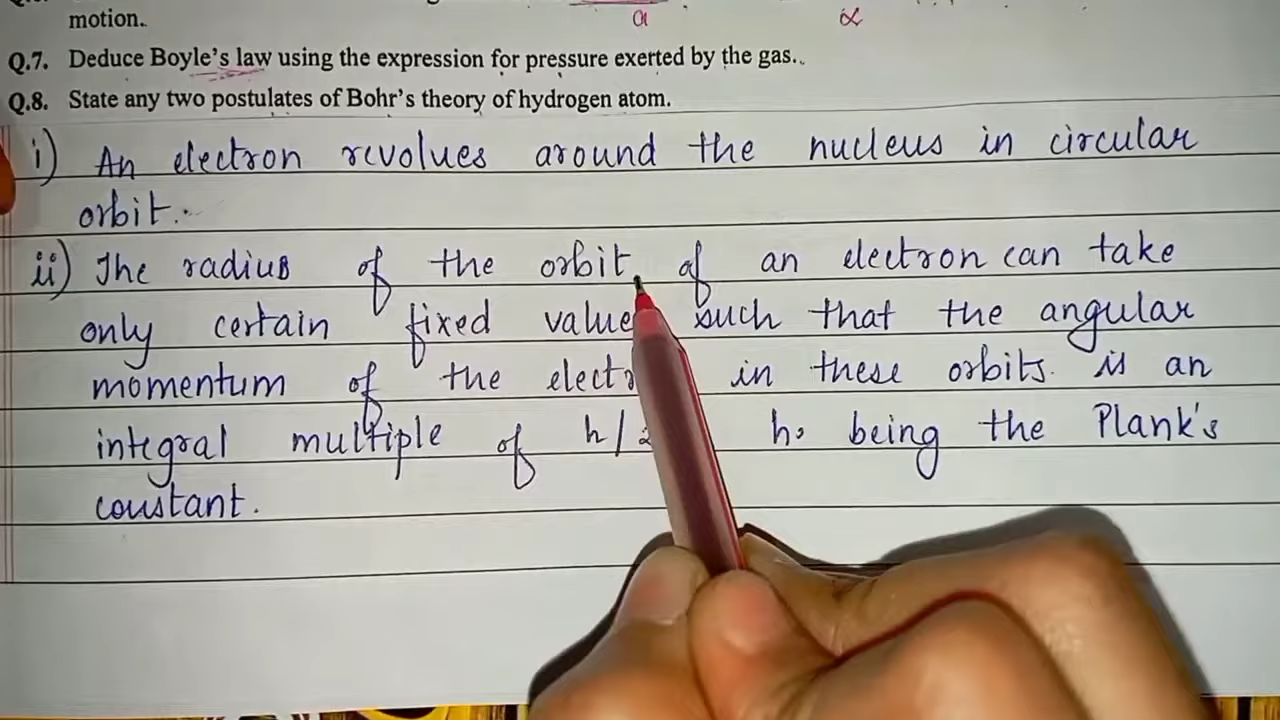 motion..
a
α
Q.7. Deduce Boyle's law using the expression for pressure exerted by the gas..
Q.8. State any two postulates of Bohr's theory of hydrogen atom.
i) An electron revolues around the nucleus in circular
orbit.
ii) The radius of the orbit of an electron can take
only certain fixed value such that the angular
momentum of the in these orbits. is an
integral multiple of h/2 h. being the Plank's
constant.